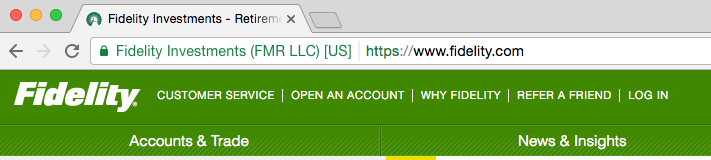 Fidelity Investments - Retirem
Fidelity Investments (FMR LLC) [US] | https://www.fidelity.com
Fidelity CUSTOMER SERVICE | OPEN AN ACCOUNT | WHY FIDELITY | REFER A FRIEND | LOG IN
Accounts & Trade News & Insights